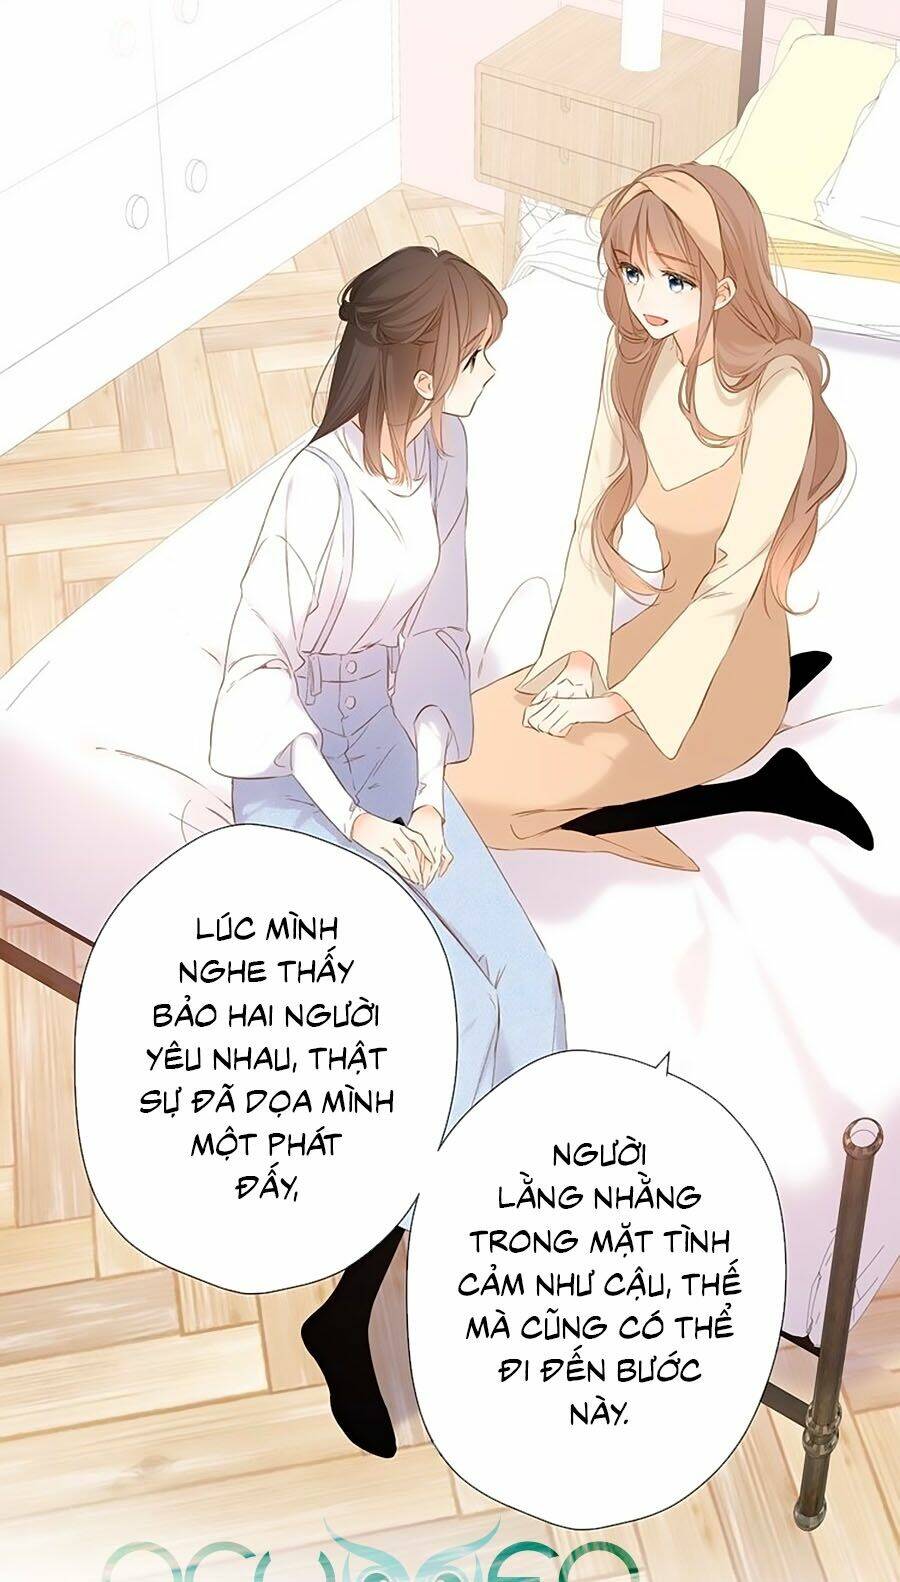 LÚC MÌNH
NGHE THẤY
BẢO HAI NGƯỜI
YÊU NHAU, THẬT
SỰ ĐÃ DỌA MÌNH
MỘT PHÁT
ĐẤY,
NGƯỜI
LẰNG NHẰNG
TRONG MẶT TÌNH
CẢM NHƯ CẬU, THẾ
MÀ CŨNG CÓ THỂ
ĐI ĐẾN BƯỚC
NÀY.